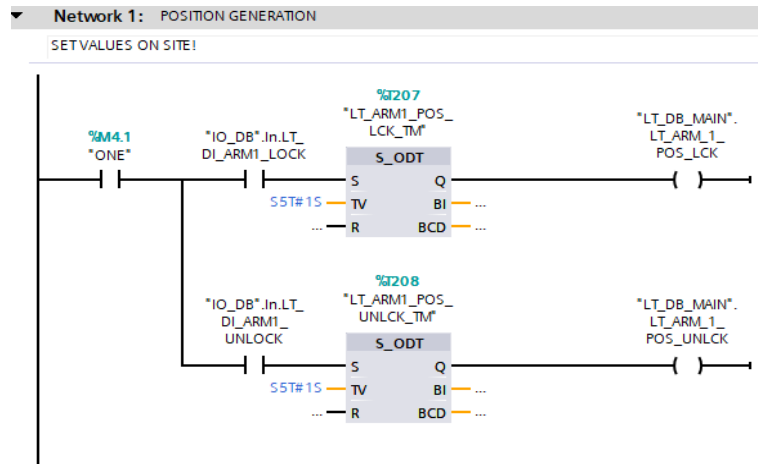 Network 1: POSITION GENERATION
SET VALUES ON SITE!
%T207
"LT_ARM1_POS_
LCK_TM"
%M4.1
"ONE"
"IO_DB".In.LT_
DI_ARM1_LOCK
"LT_DB_MAIN".
LT_ARM_1_
POS_LCK
S_ODT
S Q
S5T#1S TV BI ...
... R BCD ...
%T208
"LT_ARM1_POS_
UNLCK_TM"
"IO_DB".In.LT_
DI_ARM1_
UNLOCK
"LT_DB_MAIN".
LT_ARM_1_
POS_UNLCK
S_ODT
S Q
S5T#1S TV BI ...
... R BCD ...